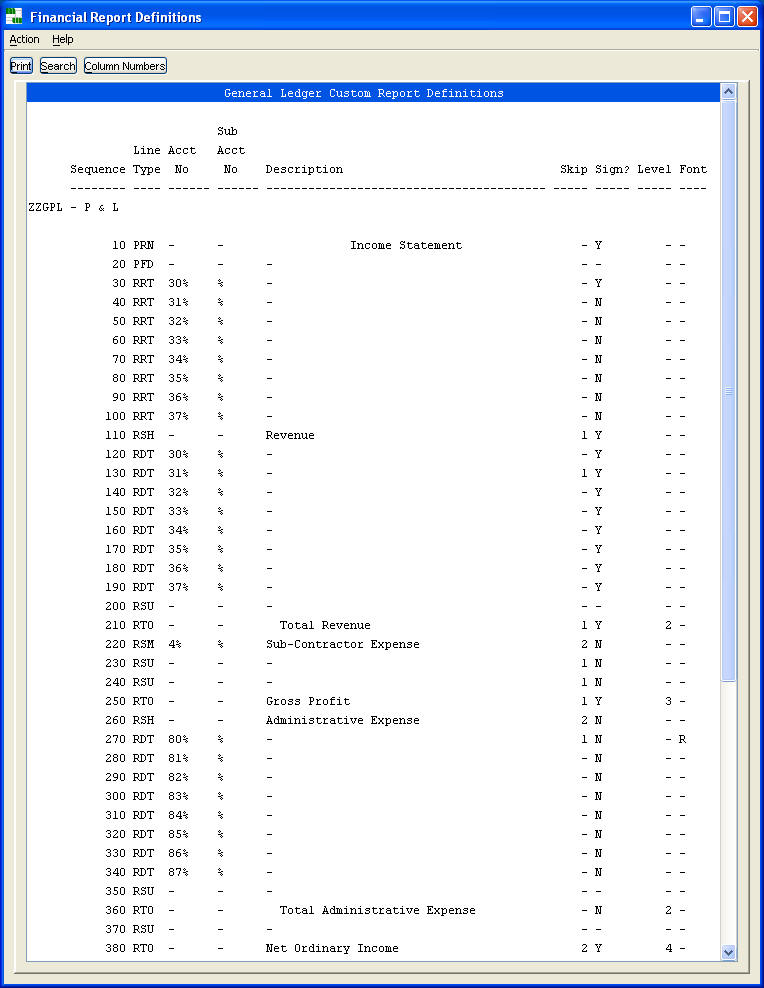 Financial Report Definitions
Action Help
Print Search Column Numbers
General Ledger Custom Report Definitions
Sub
Line Acct Acct
Sequence Type No No Description Skip Sign? Level Font
-------- ---- ------ ------ ---------------------------------------- ---- ----- ----- ----
ZZGPL - P & L
10 PRN - - Income Statement - Y - -
20 PFD - - - - - - -
30 RRT 30% % - - Y - -
40 RRT 31% % - - N - -
50 RRT 32% % - - N - -
60 RRT 33% % - - N - -
70 RRT 34% % - - N - -
80 RRT 35% % - - N - -
90 RRT 36% % - - N - -
100 RRT 37% % - - N - -
110 RSH - - Revenue 1 Y - -
120 RDT 30% % - - Y - -
130 RDT 31% % - 1 Y - -
140 RDT 32% % - - Y - -
150 RDT 33% % - - Y - -
160 RDT 34% % - - Y - -
170 RDT 35% % - - Y - -
180 RDT 36% % - - Y - -
190 RDT 37% % - - Y - -
200 RSU - - - - - - -
210 RTO - - Total Revenue 1 Y 2 -
220 RSM 4% % Sub-Contractor Expense 2 N - -
230 RSU - - - 1 N - -
240 RSU - - - 1 N - -
250 RTO - - Gross Profit 1 Y 3 -
260 RSH - - Administrative Expense 2 N - -
270 RDT 80% % - 1 N - R
280 RDT 81% % - - N - -
290 RDT 82% % - - N - -
300 RDT 83% % - - N - -
310 RDT 84% % - - N - -
320 RDT 85% % - - N - -
330 RDT 86% % - - N - -
340 RDT 87% % - - N - -
350 RSU - - - - - - -
360 RTO - - Total Administrative Expense - N 2 -
370 RSU - - - - - - -
380 RTO - - Net Ordinary Income 2 Y 4 -